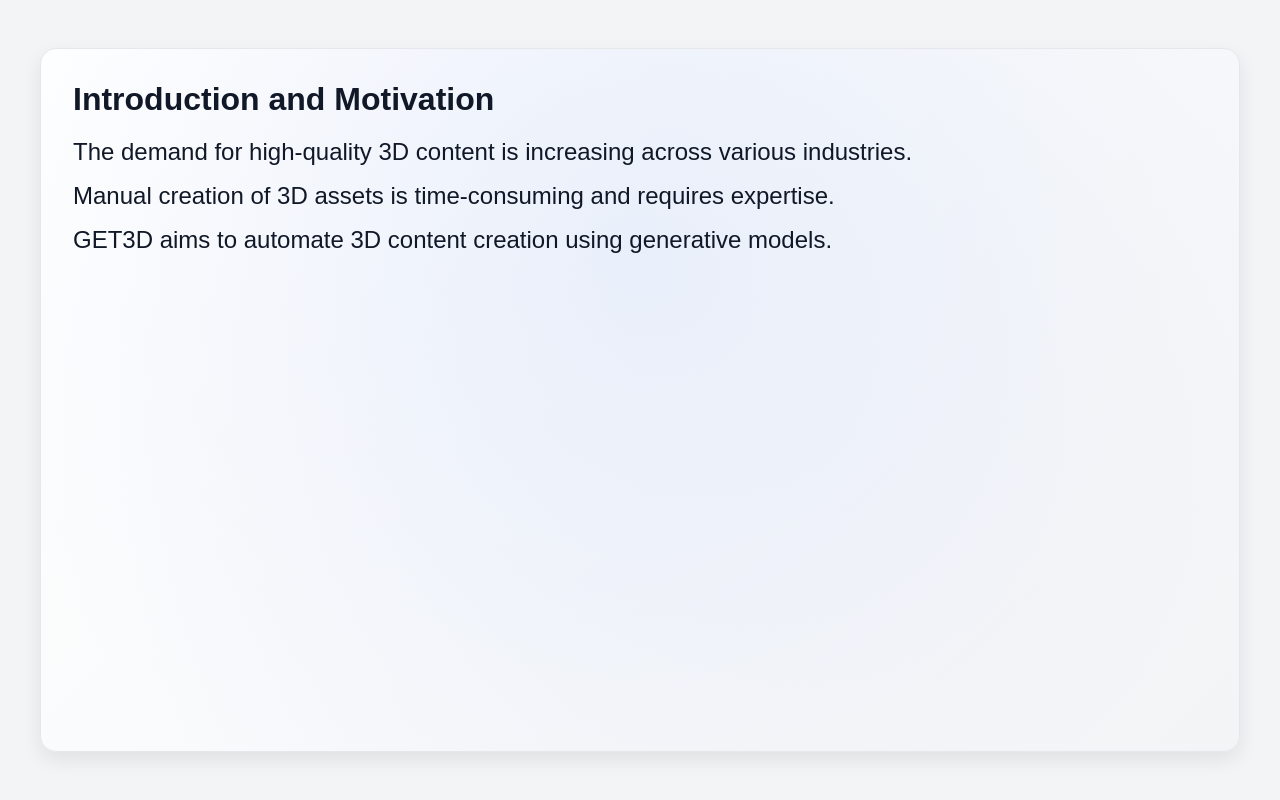 Introduction and Motivation
The demand for high-quality 3D content is increasing across various industries.
Manual creation of 3D assets is time-consuming and requires expertise.
GET3D aims to automate 3D content creation using generative models.